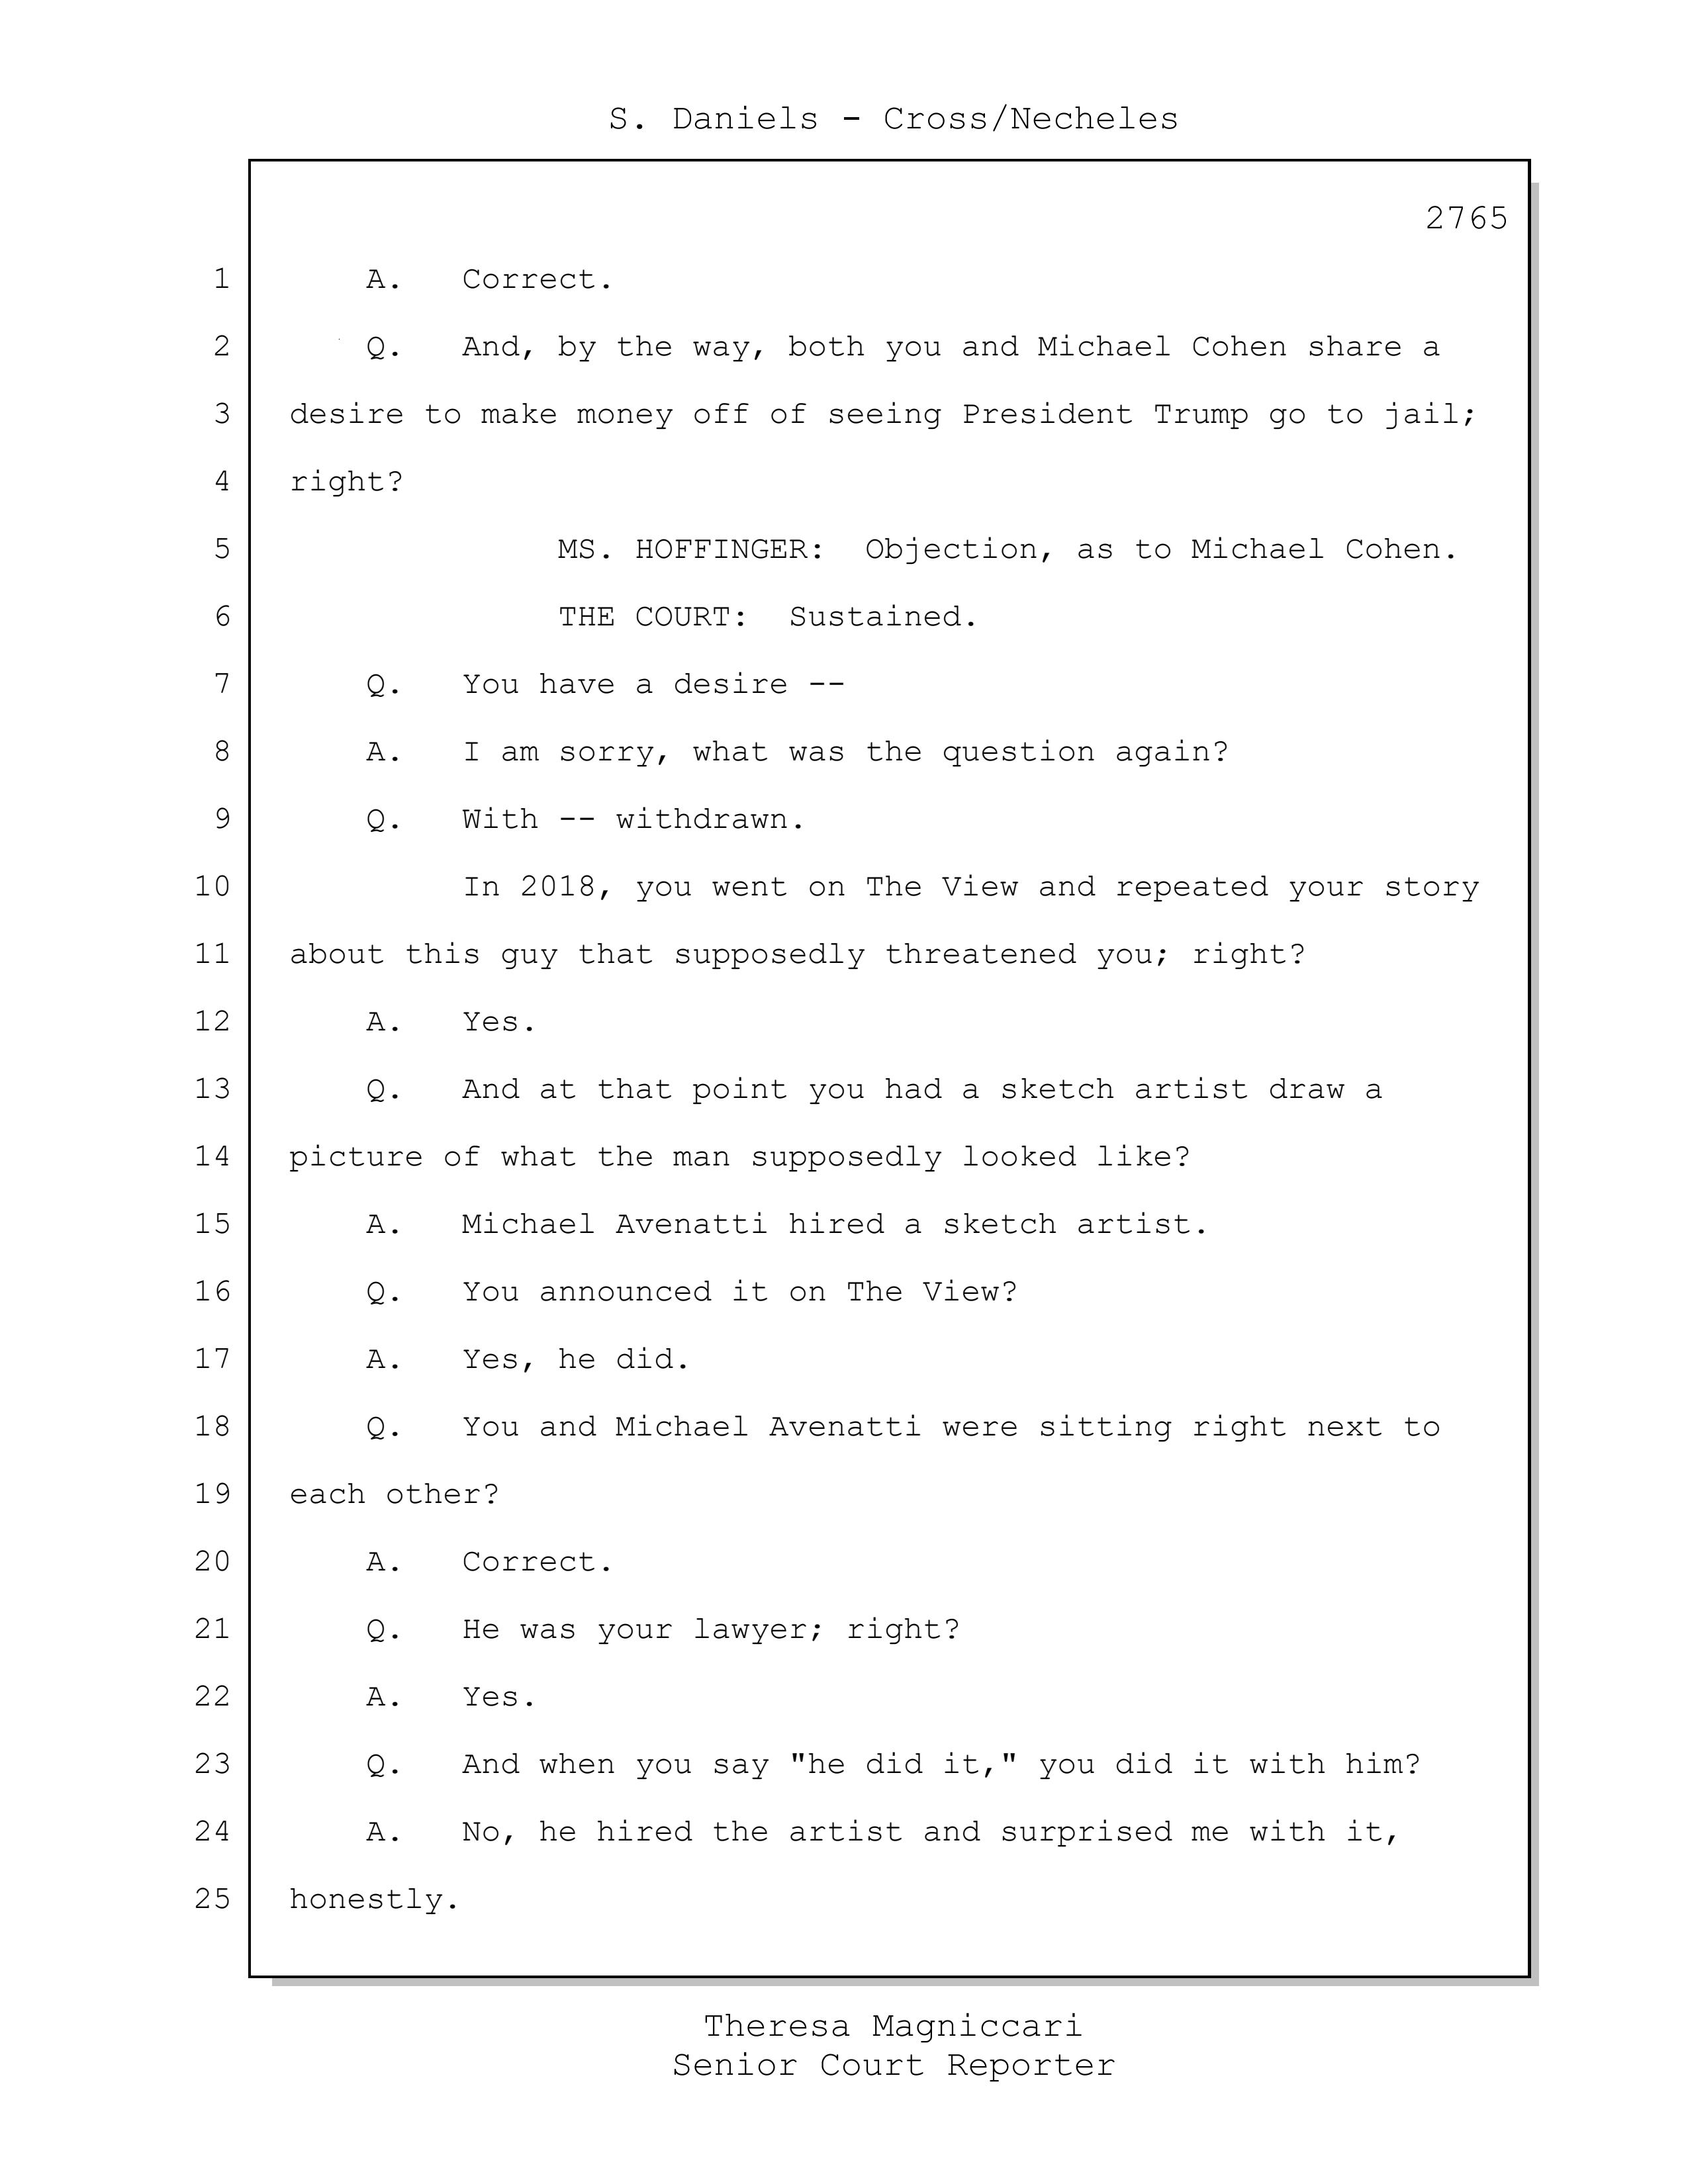 S. Daniels - Cross/Necheles
2765
1 A. Correct.
2 Q. And, by the way, both you and Michael Cohen share a
3 desire to make money off of seeing President Trump go to jail;
4 right?
5 MS. HOFFINGER: Objection, as to Michael Cohen.
6 THE COURT: Sustained.
7 Q. You have a desire --
8 A. I am sorry, what was the question again?
9 Q. With -- withdrawn.
10 In 2018, you went on The View and repeated your story
11 about this guy that supposedly threatened you; right?
12 A. Yes.
13 Q. And at that point you had a sketch artist draw a
14 picture of what the man supposedly looked like?
15 A. Michael Avenatti hired a sketch artist.
16 Q. You announced it on The View?
17 A. Yes, he did.
18 Q. You and Michael Avenatti were sitting right next to
19 each other?
20 A. Correct.
21 Q. He was your lawyer; right?
22 A. Yes.
23 Q. And when you say "he did it," you did it with him?
24 A. No, he hired the artist and surprised me with it,
25 honestly.
Theresa Magniccari
Senior Court Reporter